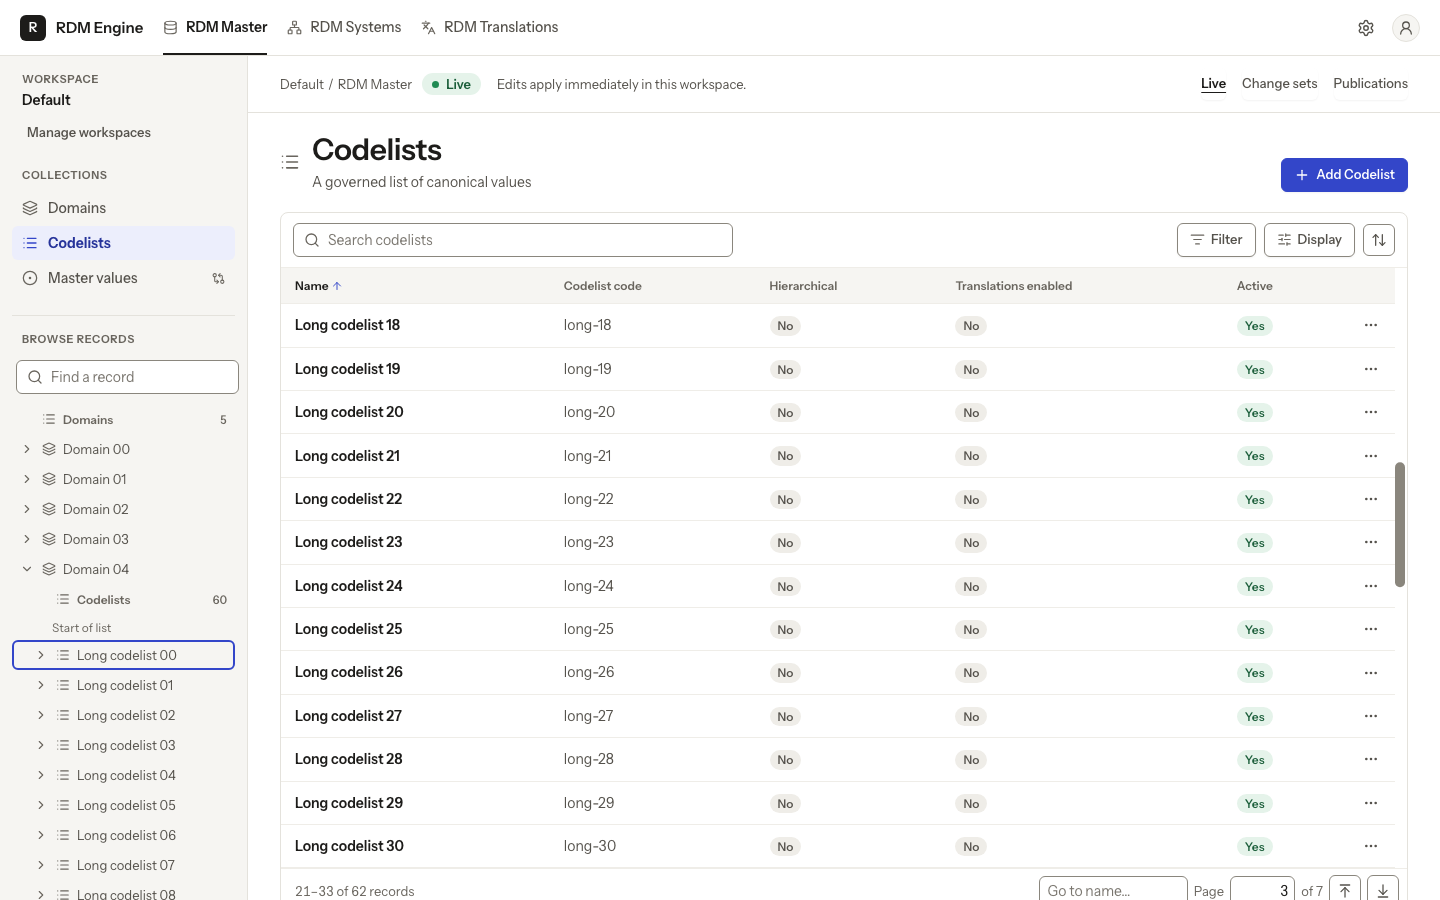 R RDM Engine RDM Master RDM Systems RDM Translations
WORKSPACE
Default
Manage workspaces
COLLECTIONS
Domains
Codelists
Master values
BROWSE RECORDS
Find a record
Domains 5
Domain 00
Domain 01
Domain 02
Domain 03
Domain 04
Codelists 60
Start of list
Long codelist 00
Long codelist 01
Long codelist 02
Long codelist 03
Long codelist 04
Long codelist 05
Long codelist 06
Long codelist 07
Long codelist 08
Default / RDM Master Live Edits apply immediately in this workspace. Live Change sets Publications
Codelists
A governed list of canonical values
Add Codelist
Search codelists Filter Display
Name Codelist code Hierarchical Translations enabled Active
Long codelist 18 long-18 No No Yes
Long codelist 19 long-19 No No Yes
Long codelist 20 long-20 No No Yes
Long codelist 21 long-21 No No Yes
Long codelist 22 long-22 No No Yes
Long codelist 23 long-23 No No Yes
Long codelist 24 long-24 No No Yes
Long codelist 25 long-25 No No Yes
Long codelist 26 long-26 No No Yes
Long codelist 27 long-27 No No Yes
Long codelist 28 long-28 No No Yes
Long codelist 29 long-29 No No Yes
Long codelist 30 long-30 No No Yes
21–33 of 62 records Go to name... Page 3 of 7